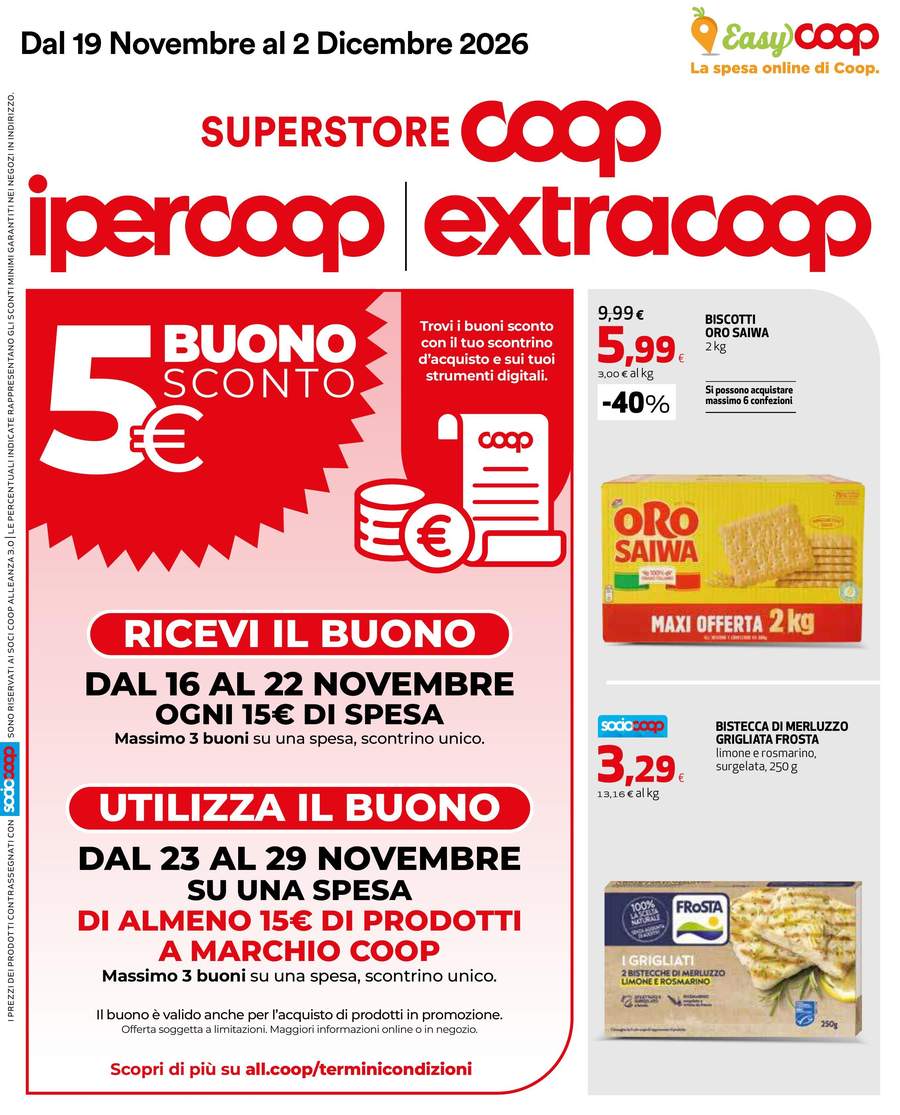 Dal 19 Novembre al 2 Dicembre 2026
Easy coop
La spesa online di Coop.
SUPERSTORE coop
ipercoop | extracoop
I PREZZI DEI PRODOTTI CONTRASSEGNATI CON socio coop SONO RISERVATI AI SOCI COOP ALLEANZA 3.0 | LE PERCENTUALI INDICATE RAPPRESENTANO GLI SCONTI MINIMI GARANTITI NEI NEGOZI IN INDIRIZZO.
5€
BUONO
SCONTO
Trovi i buoni sconto
con il tuo scontrino
d'acquisto e sui tuoi
strumenti digitali.
coop
€
RICEVI IL BUONO
DAL 16 AL 22 NOVEMBRE
OGNI 15€ DI SPESA
Massimo 3 buoni su una spesa, scontrino unico.
UTILIZZA IL BUONO
DAL 23 AL 29 NOVEMBRE
SU UNA SPESA
DI ALMENO 15€ DI PRODOTTI
A MARCHIO COOP
Massimo 3 buoni su una spesa, scontrino unico.
Il buono è valido anche per l'acquisto di prodotti in promozione.
Offerta soggetta a limitazioni. Maggiori informazioni online o in negozio.
Scopri di più su all.coop/terminicondizioni
9,99 €
5,99 €
3,00 € al kg
-40%
BISCOTTI
ORO SAIWA
2 kg
Si possono acquistare
massimo 6 confezioni
ORO
SAIWA
100%
MAXI OFFERTA 2 kg
socio coop
3,29 €
13,16 € al kg
BISTECCA DI MERLUZZO
GRIGLIATA FROSTA
limone e rosmarino,
surgelata, 250 g
100%
LA SCELTA
NATURALE
FRoSTA
I GRIGLIATI
2 BISTECCHE DI MERLUZZO
LIMONE E ROSMARINO
250g